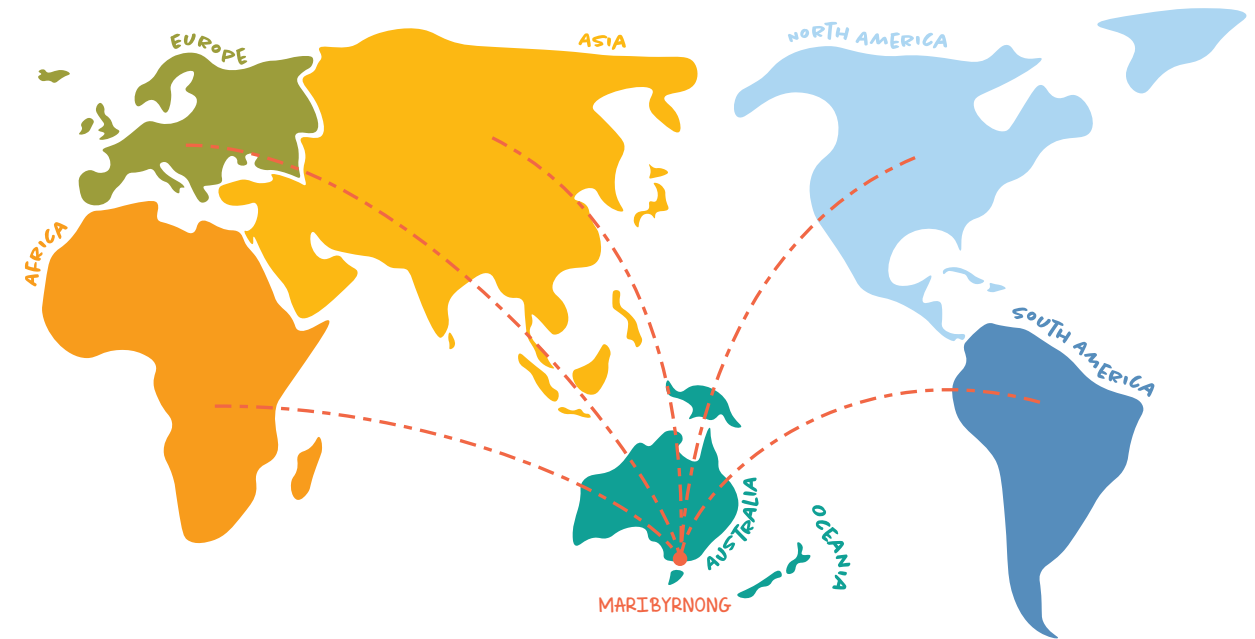 EUROPE
ASIA
NORTH AMERICA
AFRICA
SOUTH AMERICA
AUSTRALIA
OCEANIA
MARIBYRNONG